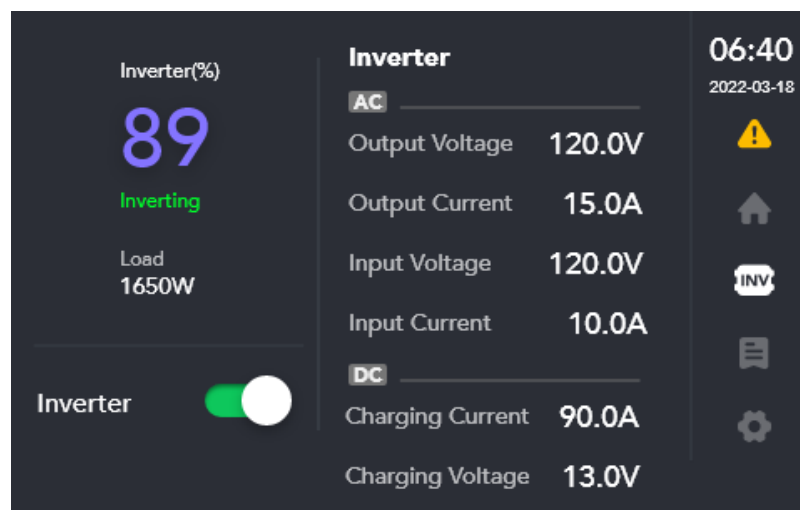 Inverter(%)
89
Inverting
Load
1650W
Inverter
Inverter
AC
Output Voltage 120.0V
Output Current 15.0A
Input Voltage 120.0V
Input Current 10.0A
DC
Charging Current 90.0A
Charging Voltage 13.0V
06:40
2022-03-18
INV